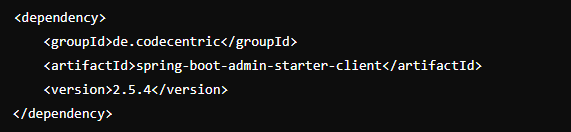 <dependency>
    <groupId>de.codecentric</groupId>
    <artifactId>spring-boot-admin-starter-client</artifactId>
    <version>2.5.4</version>
</dependency>